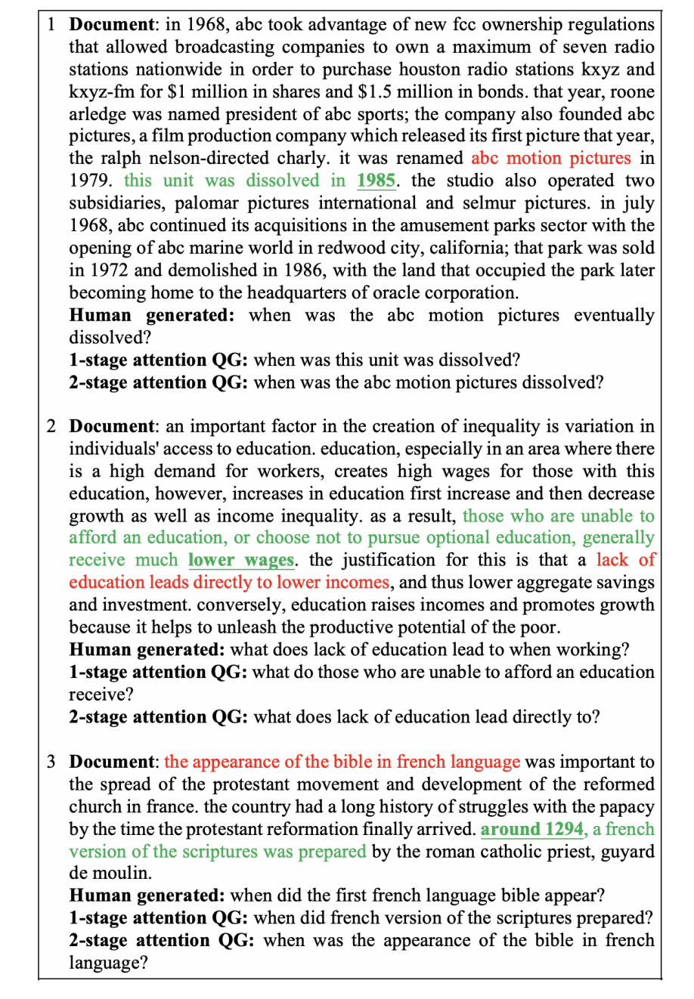 1 Document: in 1968, abc took advantage of new fcc ownership regulations
that allowed broadcasting companies to own a maximum of seven radio
stations nationwide in order to purchase houston radio stations kxyz and
kxyz-fm for $1 million in shares and $1.5 million in bonds. that year, roone
arledge was named president of abc sports; the company also founded abc
pictures, a film production company which released its first picture that year,
the ralph nelson-directed charly. it was renamed abc motion pictures in
1979. this unit was dissolved in 1985. the studio also operated two
subsidiaries, palomar pictures international and selmur pictures. in july
1968, abc continued its acquisitions in the amusement parks sector with the
opening of abc marine world in redwood city, california; that park was sold
in 1972 and demolished in 1986, with the land that occupied the park later
becoming home to the headquarters of oracle corporation.
Human generated: when was the abc motion pictures eventually
dissolved?
1-stage attention QG: when was this unit was dissolved?
2-stage attention QG: when was the abc motion pictures dissolved?
2 Document: an important factor in the creation of inequality is variation in
individuals' access to education. education, especially in an area where there
is a high demand for workers, creates high wages for those with this
education, however, increases in education first increase and then decrease
growth as well as income inequality. as a result, those who are unable to
afford an education, or choose not to pursue optional education, generally
receive much lower wages. the justification for this is that a lack of
education leads directly to lower incomes, and thus lower aggregate savings
and investment. conversely, education raises incomes and promotes growth
because it helps to unleash the productive potential of the poor.
Human generated: what does lack of education lead to when working?
1-stage attention QG: what do those who are unable to afford an education
receive?
2-stage attention QG: what does lack of education lead directly to?
3 Document: the appearance of the bible in french language was important to
the spread of the protestant movement and development of the reformed
church in france. the country had a long history of struggles with the papacy
by the time the protestant reformation finally arrived. around 1294, a french
version of the scriptures was prepared by the roman catholic priest, guyard
de moulin.
Human generated: when did the first french language bible appear?
1-stage attention QG: when did french version of the scriptures prepared?
2-stage attention QG: when was the appearance of the bible in french
language?